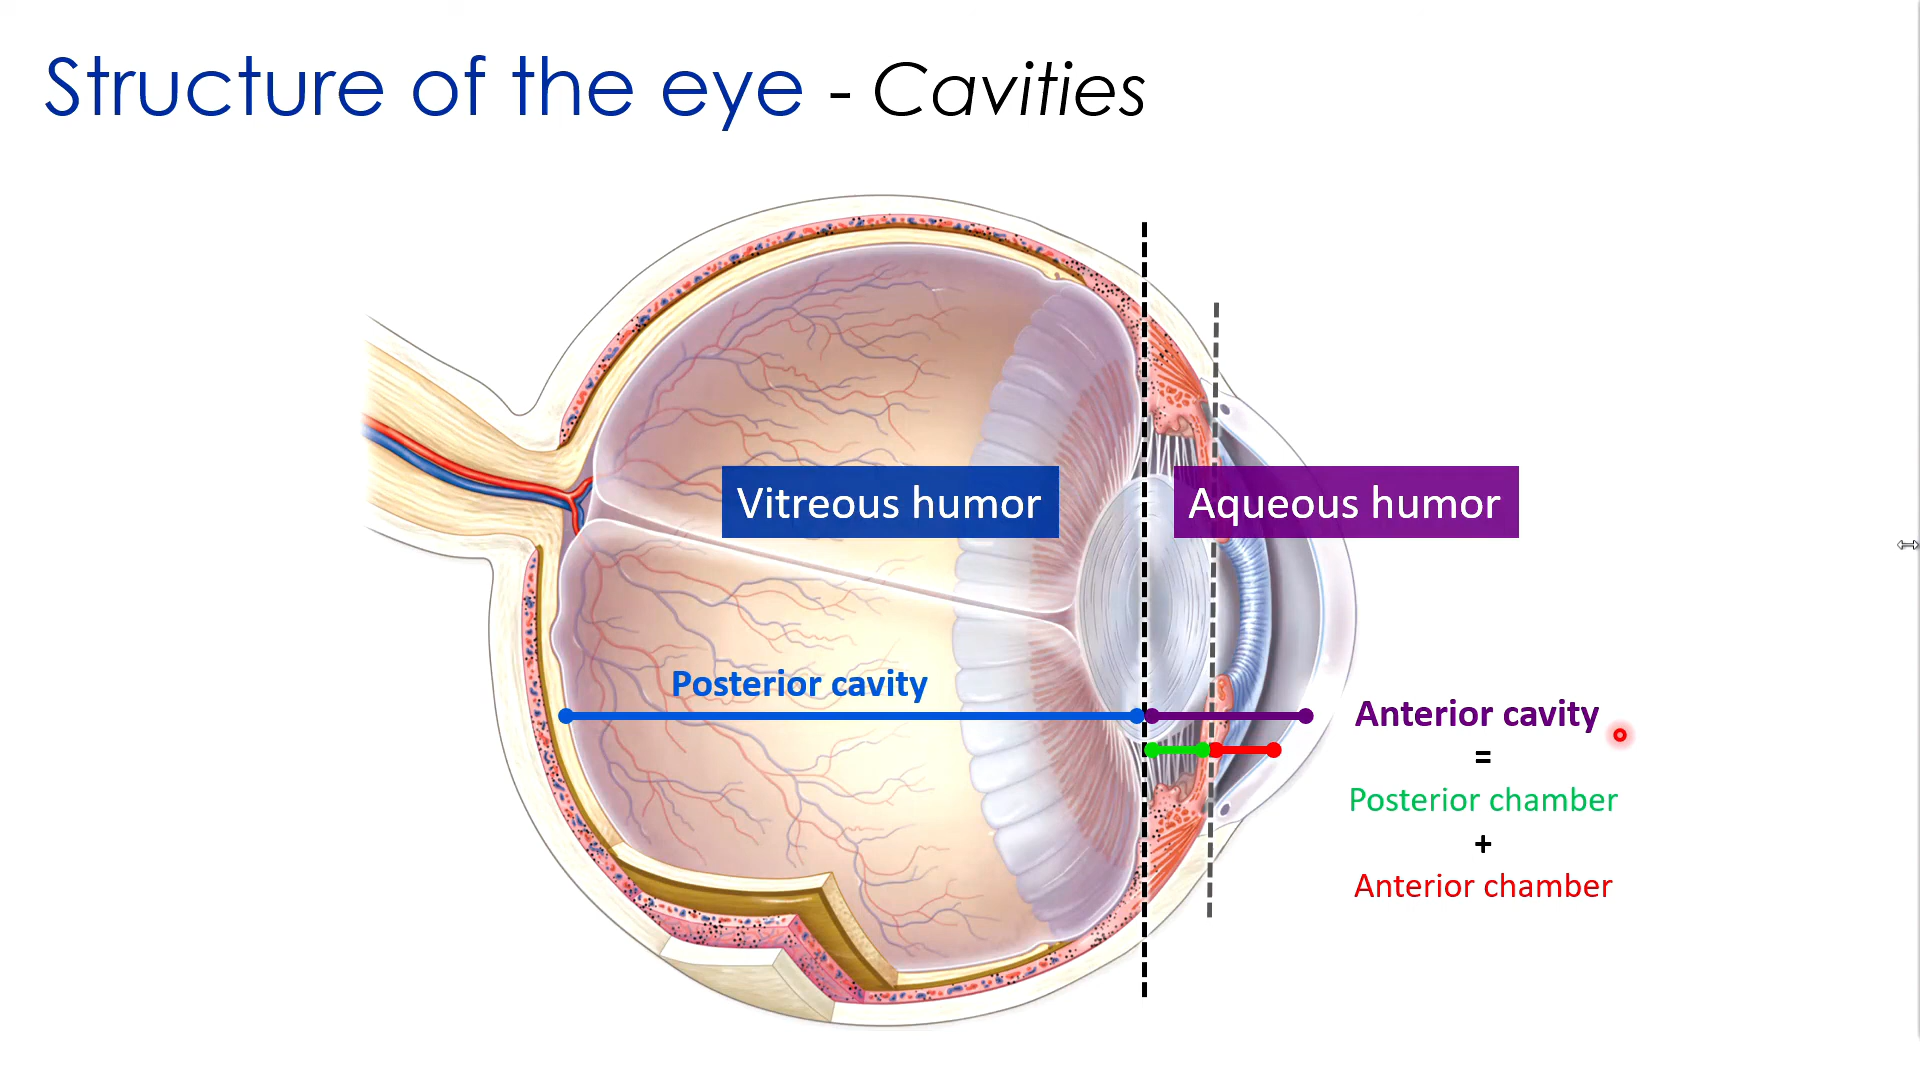 Structure of the eye - Cavities
Vitreous humor
Aqueous humor
Posterior cavity
Anterior cavity
=
Posterior chamber
+
Anterior chamber